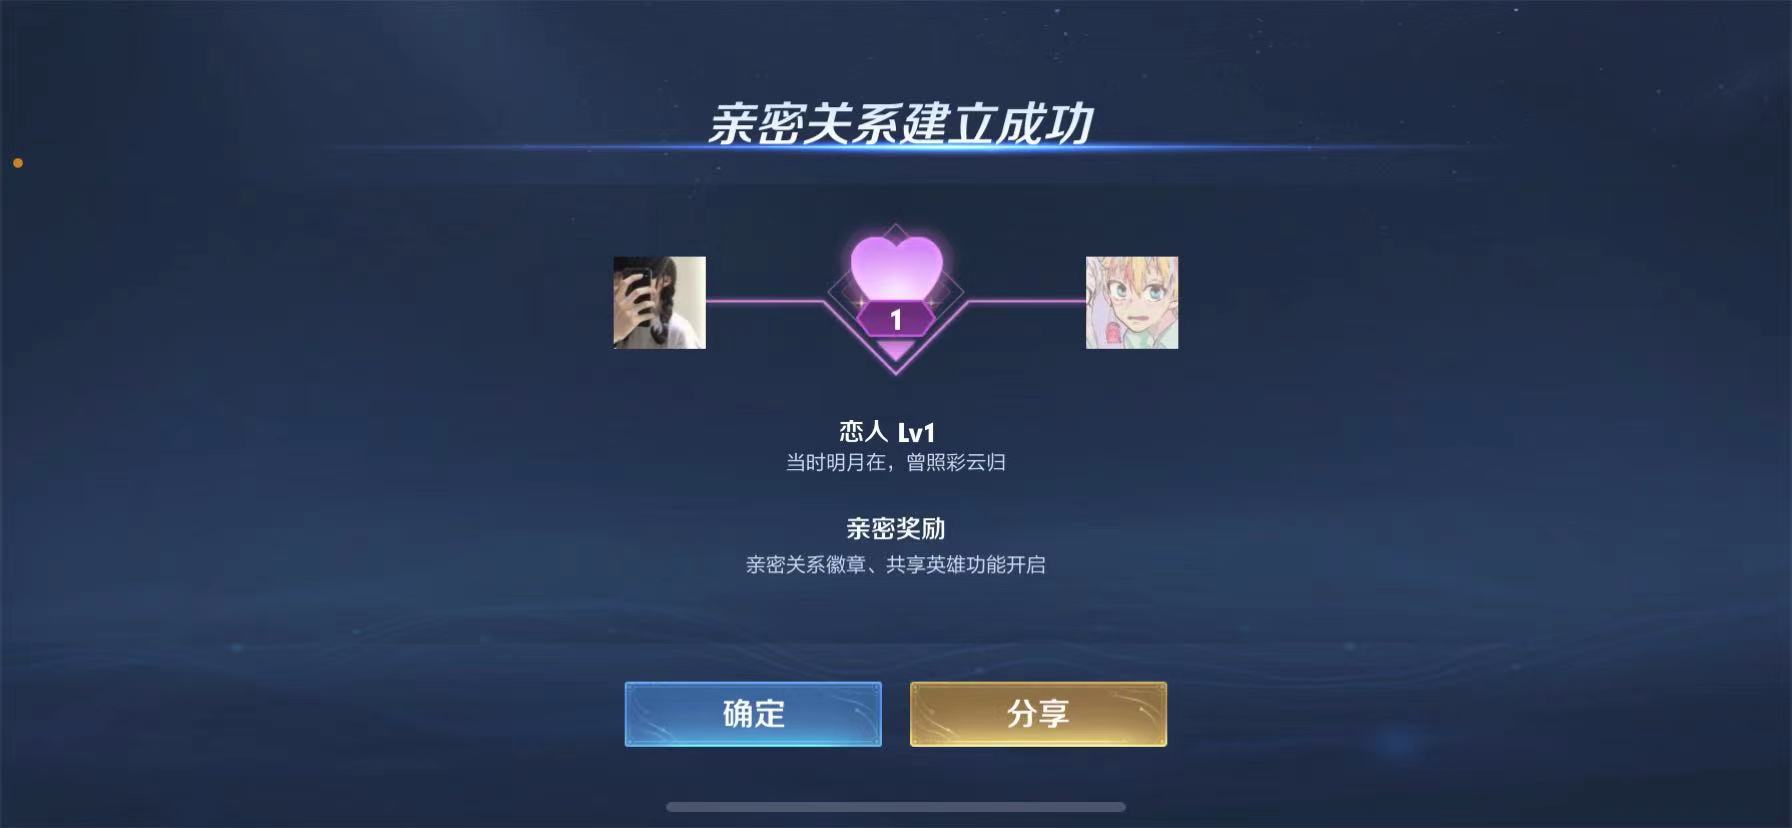 亲密关系建立成功
1
恋人 Lv1
当时明月在，曾照彩云归
亲密奖励
亲密关系徽章、共享英雄功能开启
确定
分享